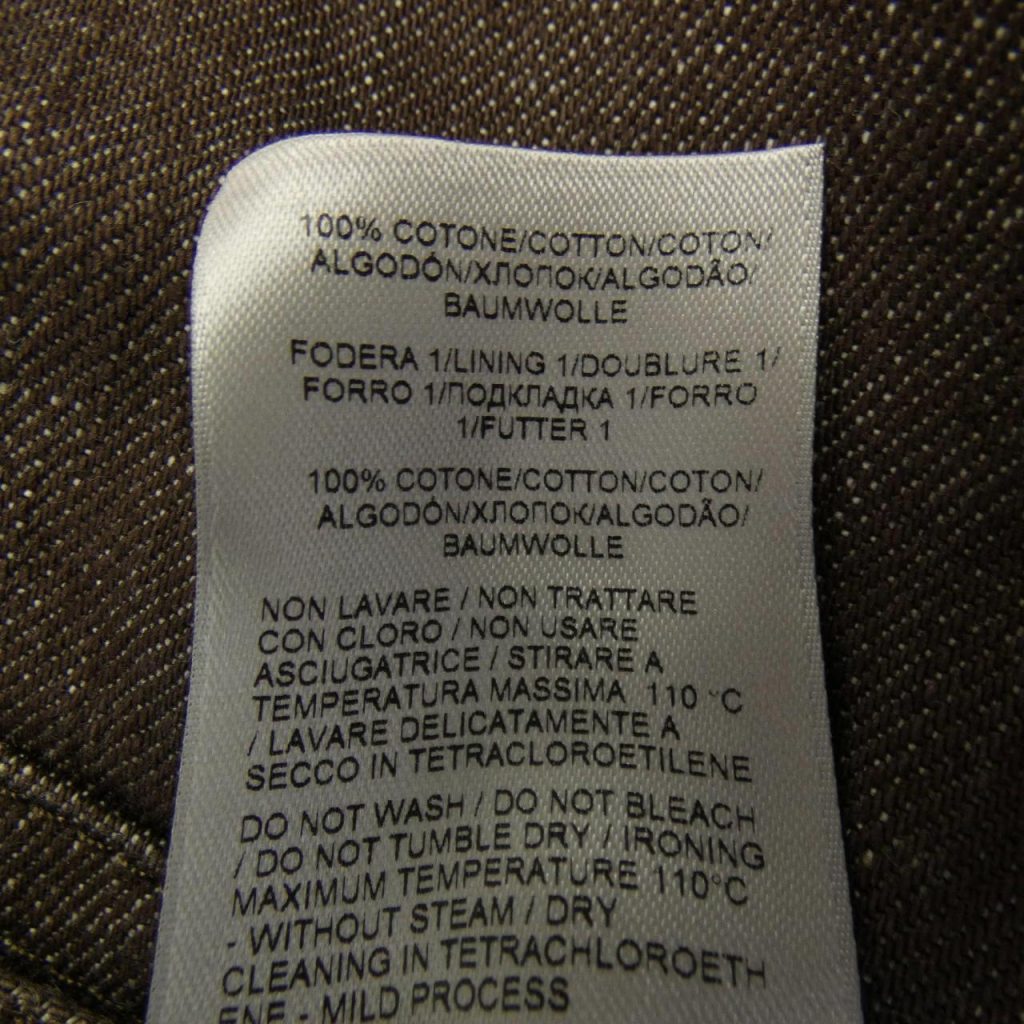 100% COTONE/COTTON/COTON/
ALGODÓN/ХЛОПОК/ALGODÃO/
BAUMWOLLE
FODERA 1/LINING 1/DOUBLURE 1/
FORRO 1/ПОДКЛАДКА 1/FORRO
1/FUTTER 1
100% COTONE/COTTON/COTON/
ALGODÓN/ХЛОПОК/ALGODÃO/
BAUMWOLLE
NON LAVARE / NON TRATTARE
CON CLORO / NON USARE
ASCIUGATRICE / STIRARE A
TEMPERATURA MASSIMA 110 °C
/ LAVARE DELICATAMENTE A
SECCO IN TETRACLOROETILENE
DO NOT WASH / DO NOT BLEACH
/ DO NOT TUMBLE DRY / IRONING
MAXIMUM TEMPERATURE 110°C
- WITHOUT STEAM / DRY
CLEANING IN TETRACHLOROETH
ENE - MILD PROCESS